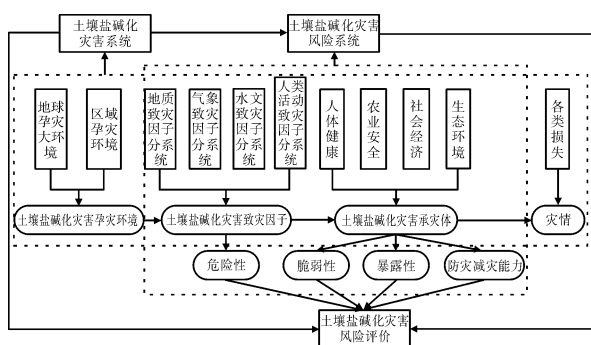 土壤盐碱化
灾害系统
土壤盐碱化灾害
风险系统
地球
孕灾
大环
境
区域
孕灾
环境
地质
致灾
因子
分系
统
气象
致灾
因子
分系
统
水文
致灾
因子
分系
统
人类
活动
致灾
因子
分系
统
人
体
健
康
农
业
安
全
社
会
经
济
生
态
环
境
各
类
损
失
土壤盐碱化灾害孕灾环境
土壤盐碱化灾害致灾因子
土壤盐碱化灾害承灾体
灾情
危险性
脆弱性
暴露性
防灾减灾能力
土壤盐碱化灾害
风险评价